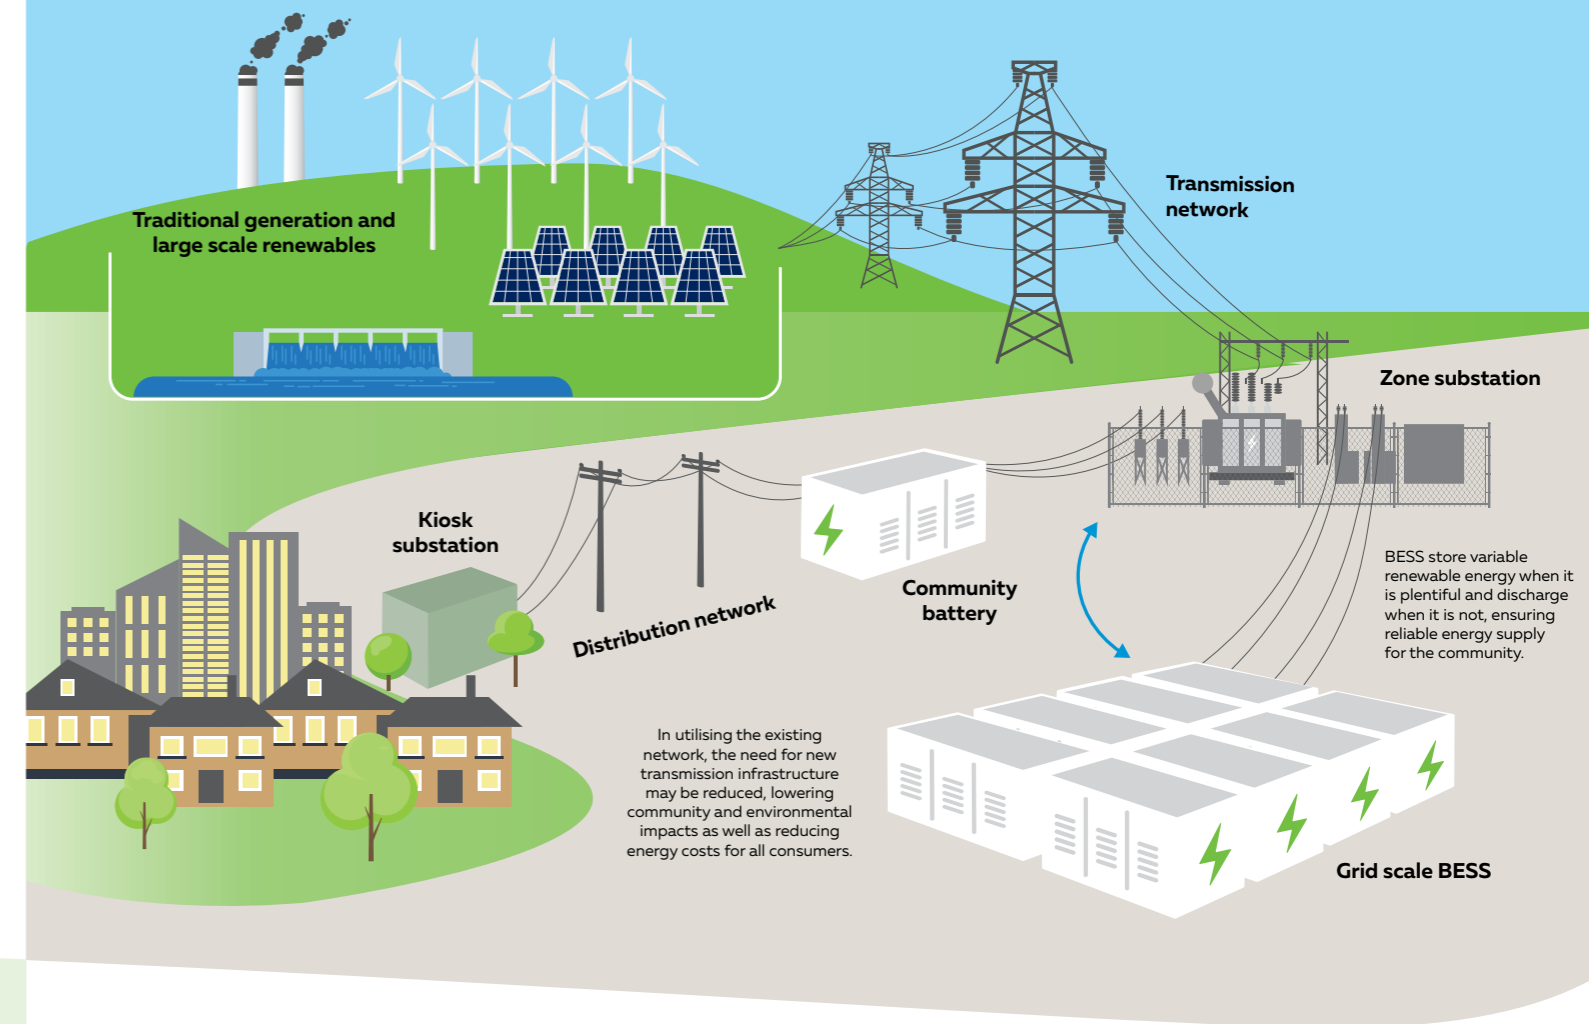 Traditional generation and
large scale renewables
Transmission
network
Zone substation
Kiosk
substation
Distribution network
Community
battery
BESS store variable
renewable energy when it
is plentiful and discharge
when it is not, ensuring
reliable energy supply
for the community.
In utilising the existing
network, the need for new
transmission infrastructure
may be reduced, lowering
community and environmental
impacts as well as reducing
energy costs for all consumers.
Grid scale BESS